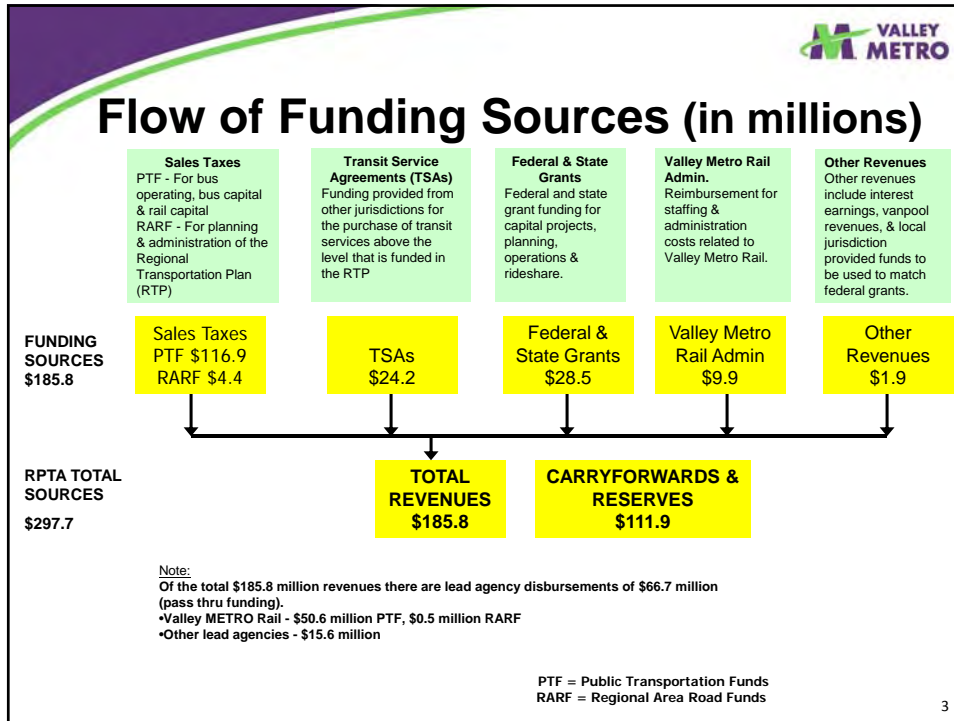 VALLEY
METRO
Flow of Funding Sources (in millions)
Sales Taxes
PTF - For bus
operating, bus capital
& rail capital
RARF - For planning
& administration of the
Regional
Transportation Plan
(RTP)
Transit Service
Agreements (TSAs)
Funding provided from
other jurisdictions for
the purchase of transit
services above the
level that is funded in
the RTP
Federal & State
Grants
Federal and state
grant funding for
capital projects,
planning,
operations &
rideshare.
Valley Metro Rail
Admin.
Reimbursement for
staffing &
administration
costs related to
Valley Metro Rail.
Other Revenues
Other revenues
include interest
earnings, vanpool
revenues, & local
jurisdiction
provided funds to
be used to match
federal grants.
FUNDING
SOURCES
$185.8
Sales Taxes
PTF $116.9
RARF $4.4
TSAs
$24.2
Federal &
State Grants
$28.5
Valley Metro
Rail Admin
$9.9
Other
Revenues
$1.9
RPTA TOTAL
SOURCES
$297.7
TOTAL
REVENUES
$185.8
CARRYFORWARDS &
RESERVES
$111.9
Note:
Of the total $185.8 million revenues there are lead agency disbursements of $66.7 million
(pass thru funding).
•Valley METRO Rail - $50.6 million PTF, $0.5 million RARF
•Other lead agencies - $15.6 million
PTF = Public Transportation Funds
RARF = Regional Area Road Funds
3